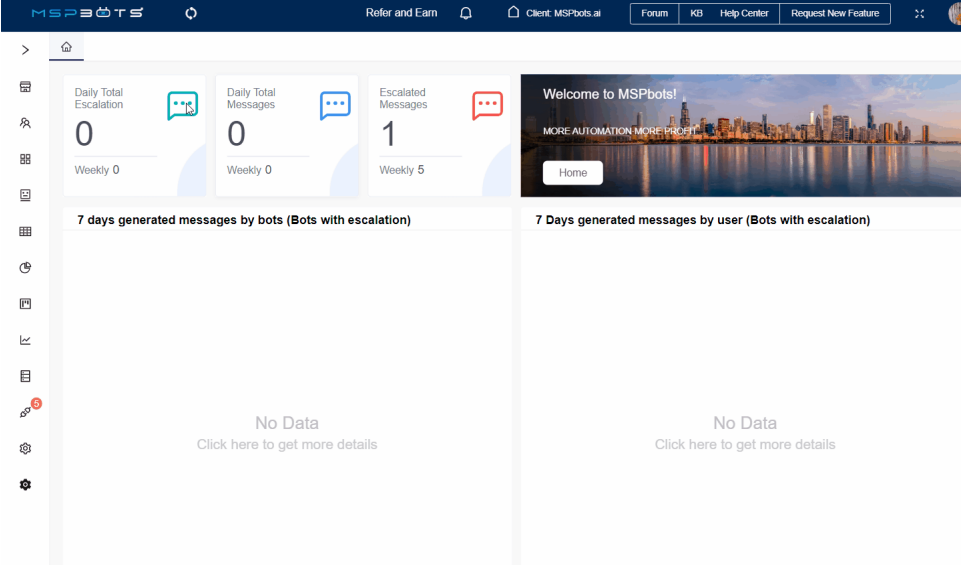 MSPBOTS
Refer and Earn
Client: MSPbots.ai
Forum
KB
Help Center
Request New Feature
Daily Total
Escalation
0
Weekly 0
Daily Total
Messages
0
Weekly 0
Escalated
Messages
1
Weekly 5
Welcome to MSPbots!
MORE AUTOMATION MORE PROFIT
Home
7 days generated messages by bots (Bots with escalation)
No Data
Click here to get more details
7 Days generated messages by user (Bots with escalation)
No Data
Click here to get more details
5